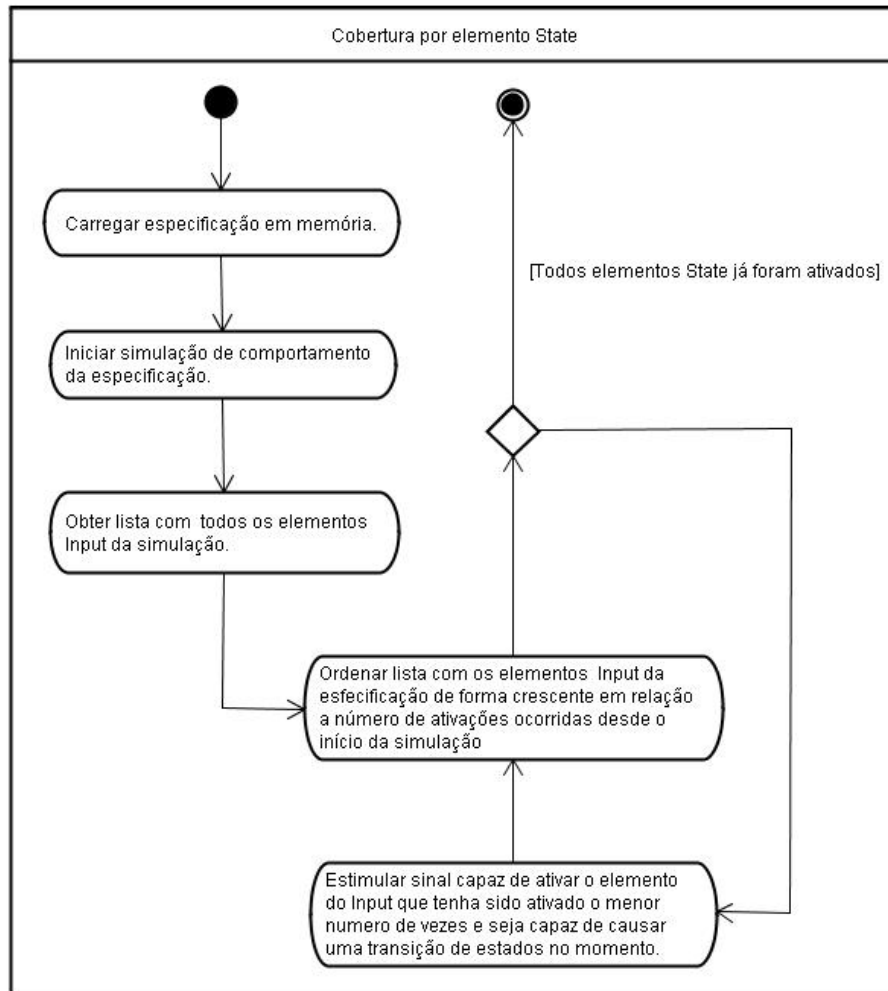 Cobertura por elemento State
Carregar especificação em memória.
[Todos elementos State já foram ativados]
Iniciar simulação de comportamento
da especificação.
Obter lista com todos os elementos
Input da simulação.
Ordenar lista com os elementos Input da
esfecificação de forma crescente em relação
a número de ativações ocorridas desde o
início da simulação
Estimular sinal capaz de ativar o elemento
do Input que tenha sido ativado o menor
numero de vezes e seja capaz de causar
uma transição de estados no momento.